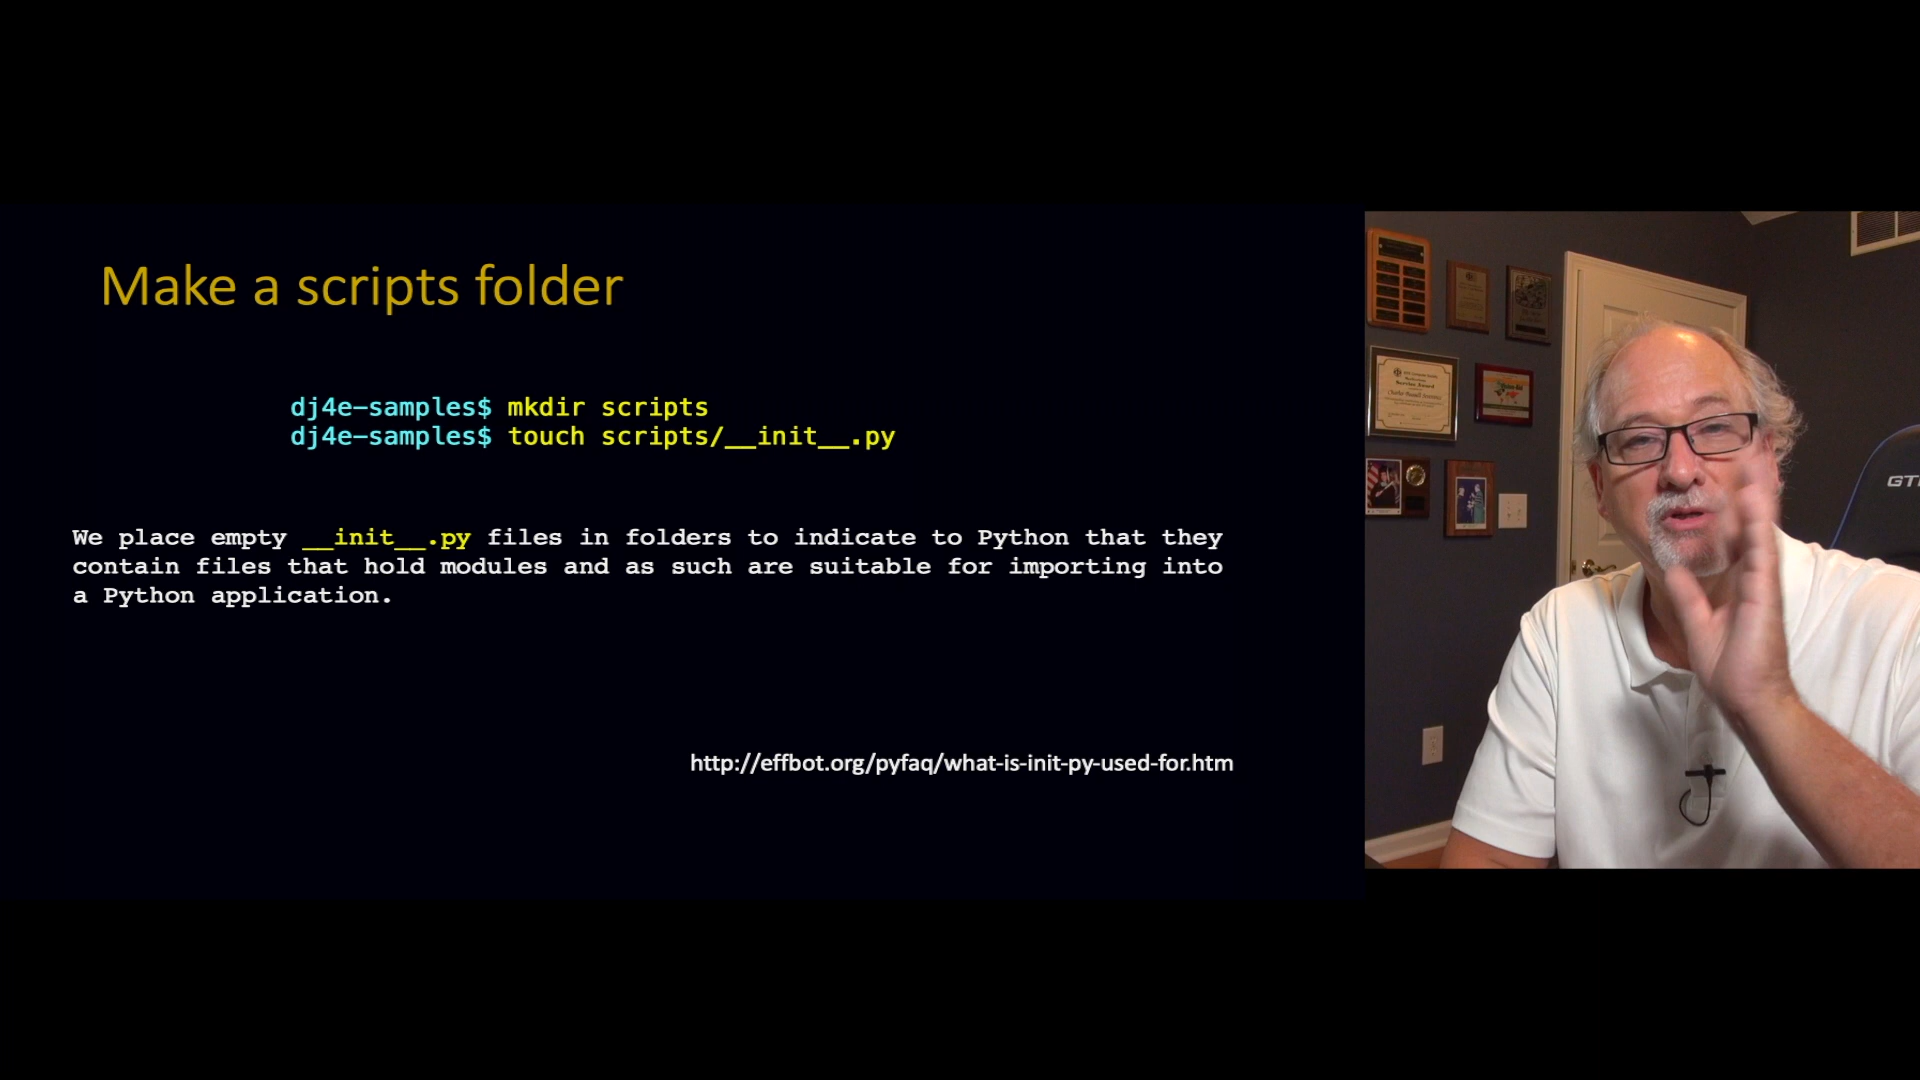 Make a scripts folder
dj4e-samples$ mkdir scripts
dj4e-samples$ touch scripts/__init__.py
We place empty __init__.py files in folders to indicate to Python that they
contain files that hold modules and as such are suitable for importing into
a Python application.
http://effbot.org/pyfaq/what-is-init-py-used-for.htm
Service Award
GT